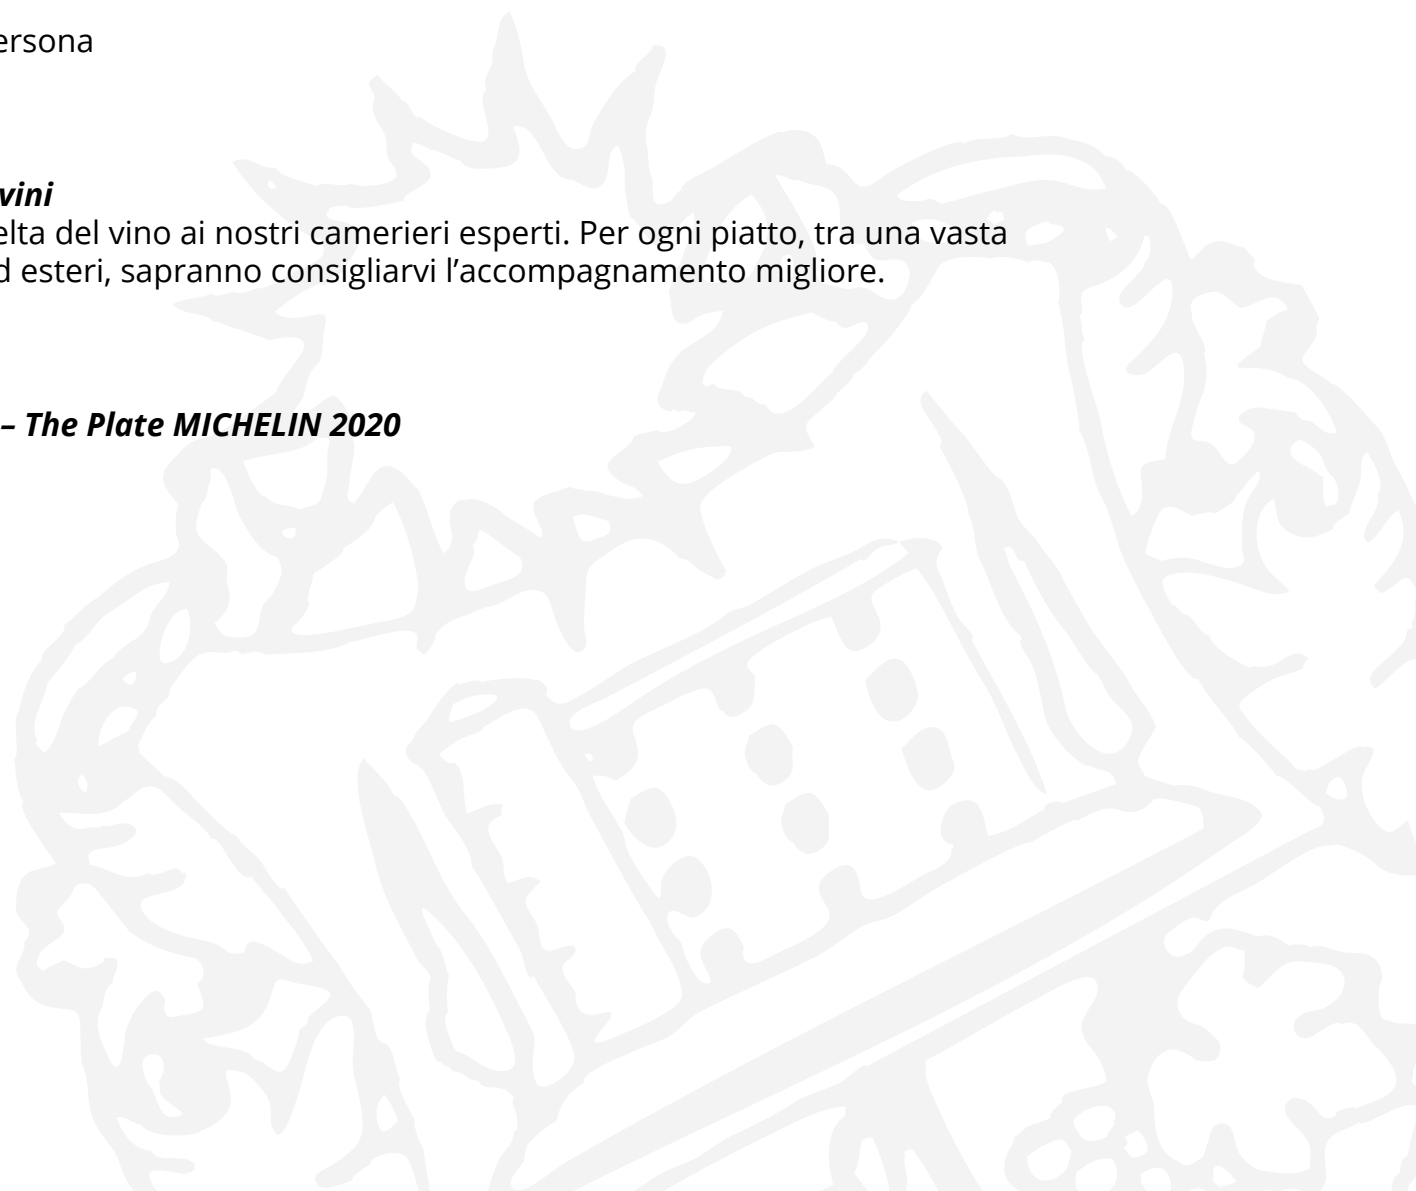 ersona
vini
elta del vino ai nostri camerieri esperti. Per ogni piatto, tra una vasta
d esteri, sapranno consigliarvi l’accompagnamento migliore.
– The Plate MICHELIN 2020